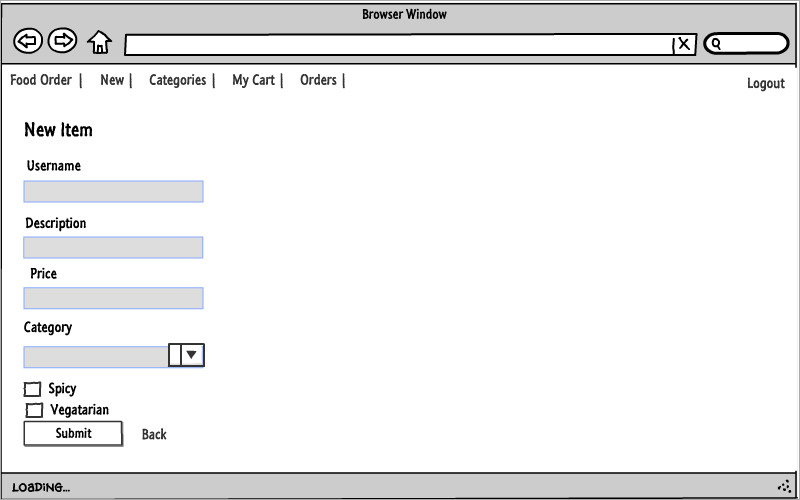 Browser Window
X
Food Order | New | Categories | My Cart | Orders |
Logout
New Item
Username
Description
Price
Category
Spicy
Vegatarian
Submit Back
LOADING...